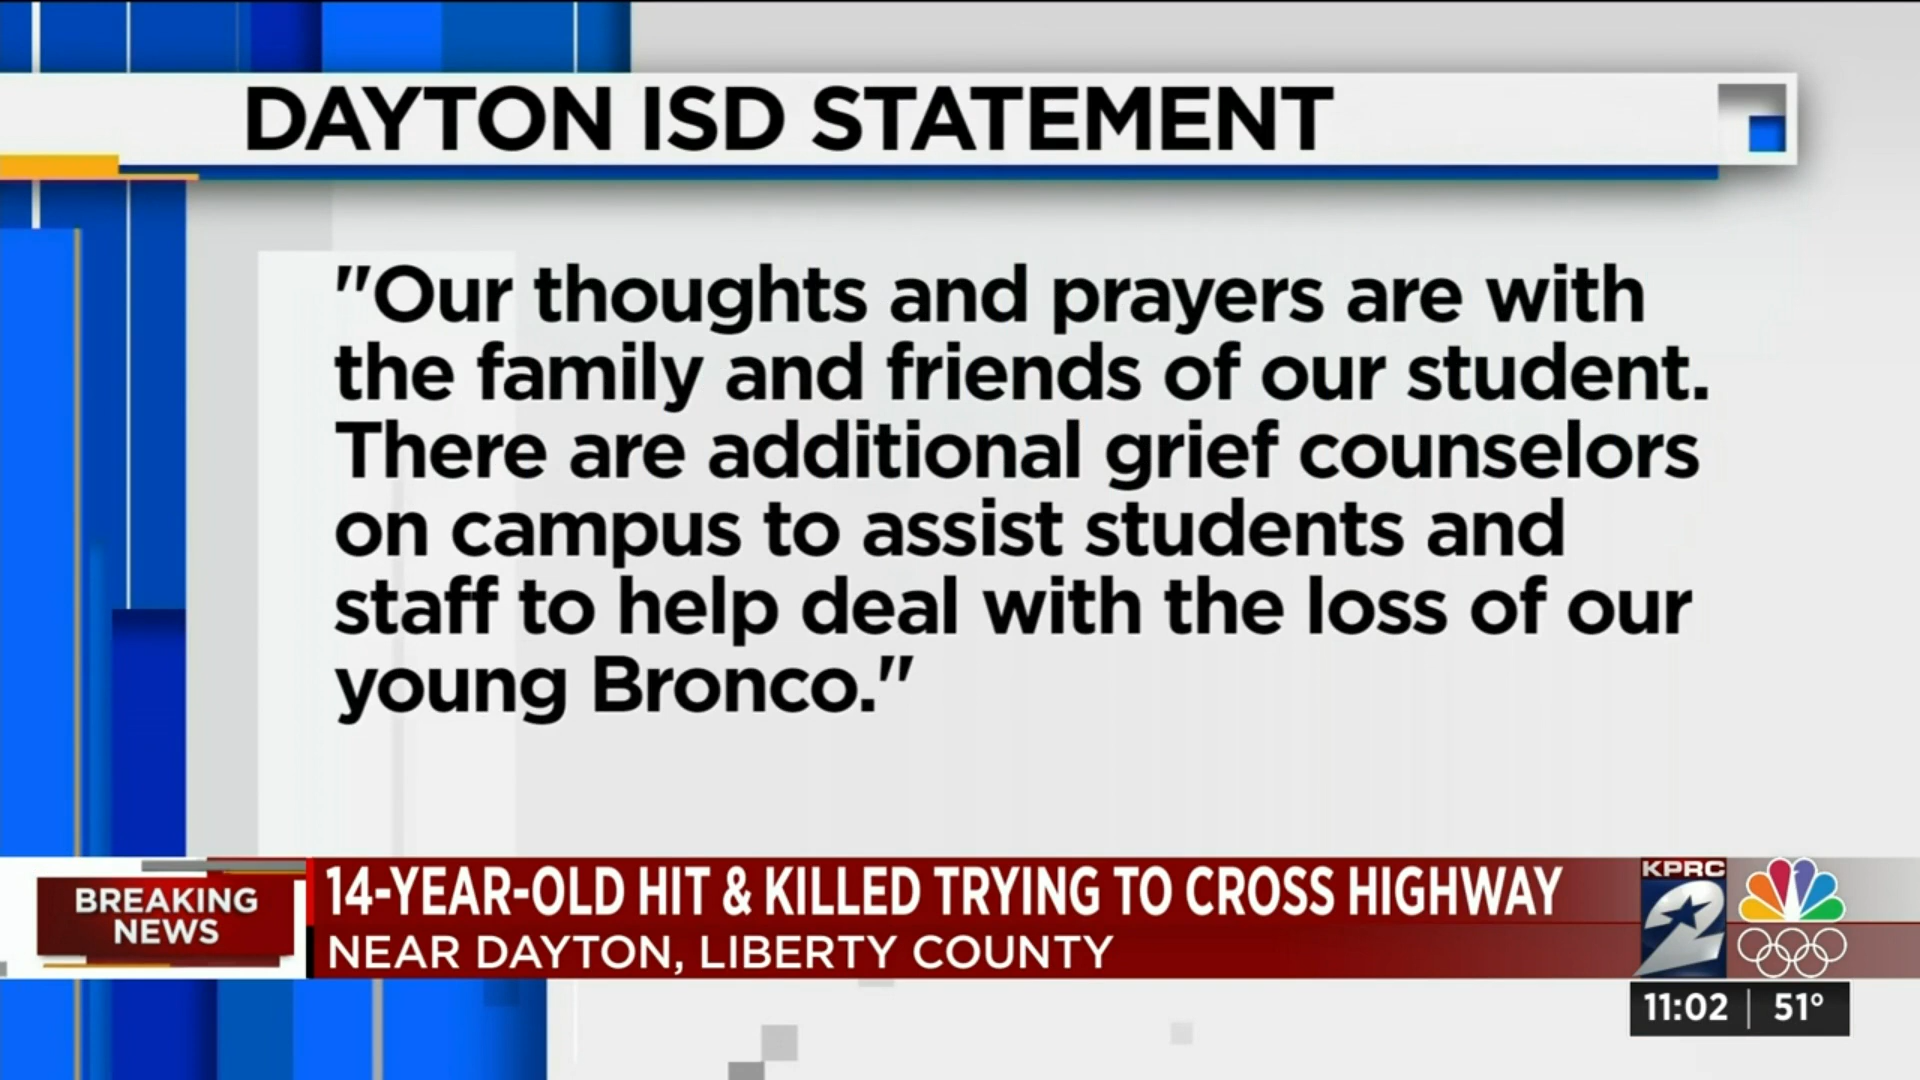 DAYTON ISD STATEMENT
"Our thoughts and prayers are with
the family and friends of our student.
There are additional grief counselors
on campus to assist students and
staff to help deal with the loss of our
young Bronco."
BREAKING
NEWS
14-YEAR-OLD HIT & KILLED TRYING TO CROSS HIGHWAY
NEAR DAYTON, LIBERTY COUNTY
KPRC
2
11:02 | 51°